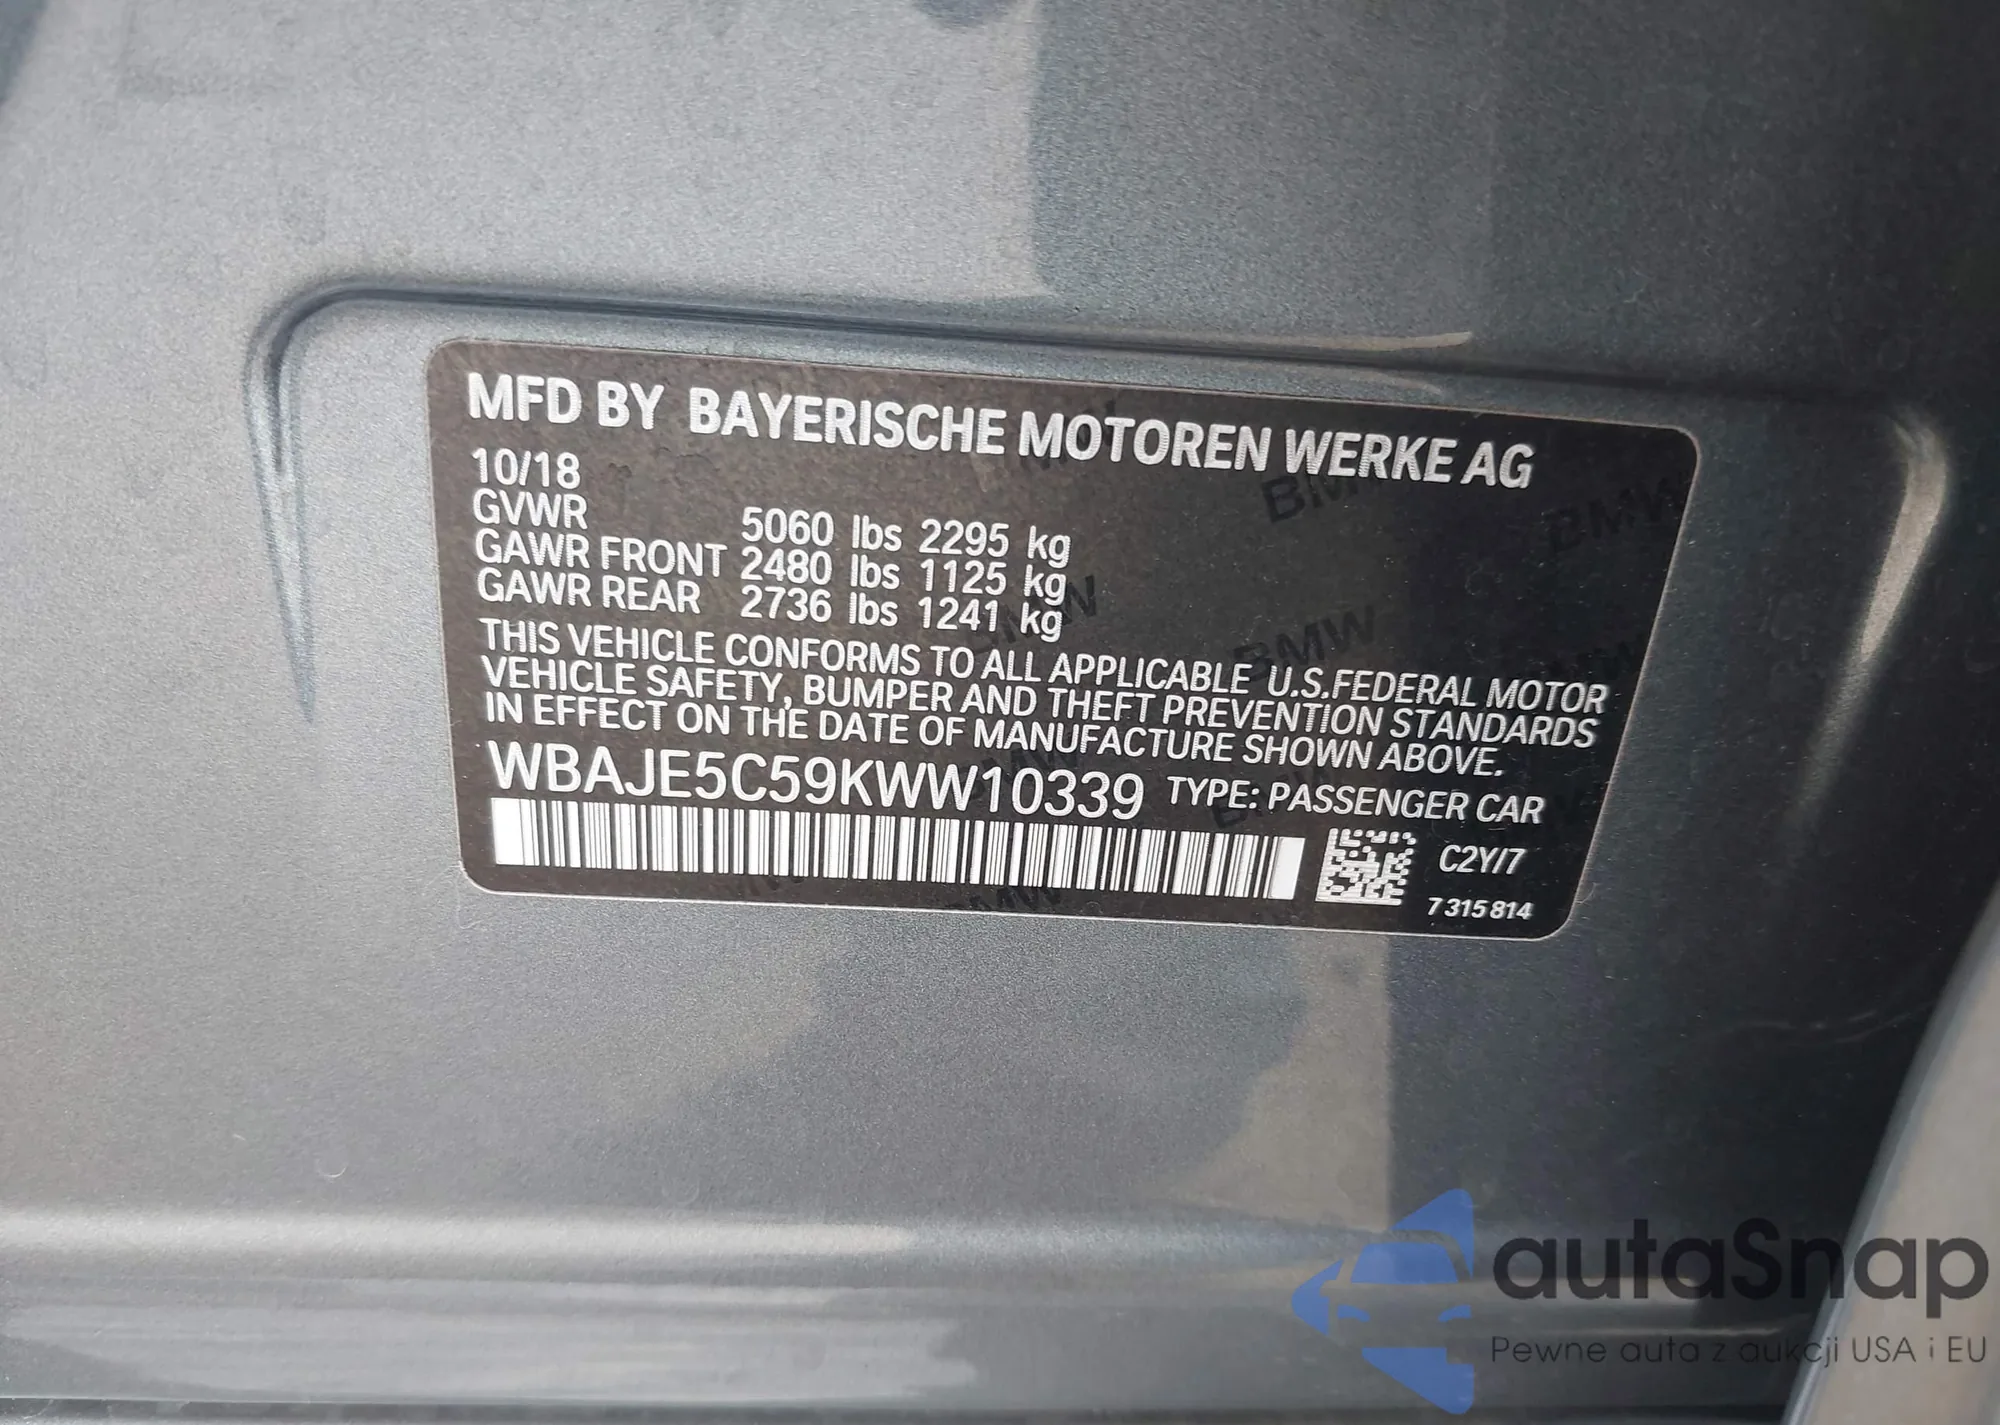 MFD BY BAYERISCHE MOTOREN WERKE AG
10/18
GVWR 5060 lbs 2295 kg
GAWR FRONT 2480 lbs 1125 kg
GAWR REAR 2736 lbs 1241 kg
THIS VEHICLE CONFORMS TO ALL APPLICABLE U.S.FEDERAL MOTOR
VEHICLE SAFETY, BUMPER AND THEFT PREVENTION STANDARDS
IN EFFECT ON THE DATE OF MANUFACTURE SHOWN ABOVE.
WBAJE5C59KWW10339 TYPE: PASSENGER CAR
C2Y/7
7 315 814
autaSnap
Pewne auta z aukcji USA i EU